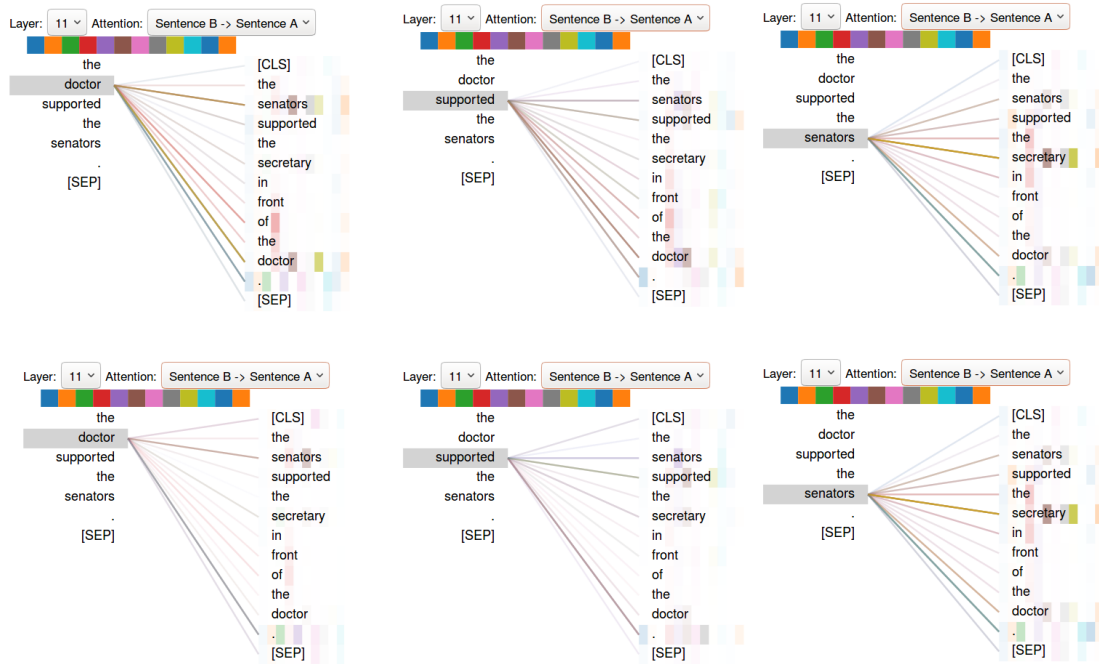 Layer: 11 Attention: Sentence B -> Sentence A
the
doctor
supported
the
senators
.
[SEP]
[CLS]
the
senators
supported
the
secretary
in
front
of
the
doctor
.
[SEP]
Layer: 11 Attention: Sentence B -> Sentence A
the
doctor
supported
the
senators
.
[SEP]
[CLS]
the
senators
supported
the
secretary
in
front
of
the
doctor
.
[SEP]
Layer: 11 Attention: Sentence B -> Sentence A
the
doctor
supported
the
senators
.
[SEP]
[CLS]
the
senators
supported
the
secretary
in
front
of
the
doctor
.
[SEP]
Layer: 11 Attention: Sentence B -> Sentence A
the
doctor
supported
the
senators
.
[SEP]
[CLS]
the
senators
supported
the
secretary
in
front
of
the
doctor
.
[SEP]
Layer: 11 Attention: Sentence B -> Sentence A
the
doctor
supported
the
senators
.
[SEP]
[CLS]
the
senators
supported
the
secretary
in
front
of
the
doctor
.
[SEP]
Layer: 11 Attention: Sentence B -> Sentence A
the
doctor
supported
the
senators
.
[SEP]
[CLS]
the
senators
supported
the
secretary
in
front
of
the
doctor
.
[SEP]